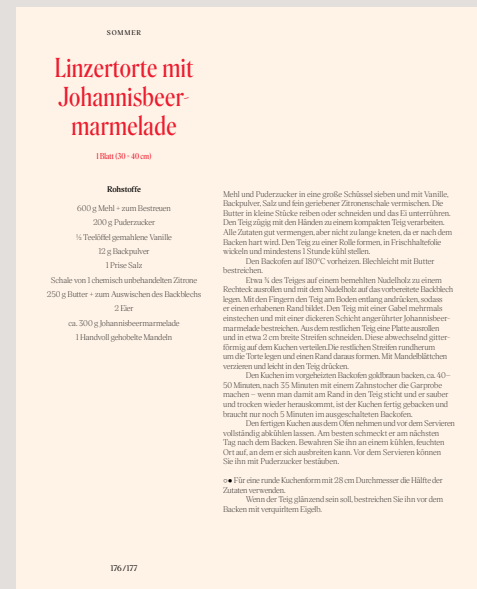 SOMMER
Linzertorte mit
Johannisbeer-
marmelade
1 Blatt (30 × 40 cm)
Rohstoffe
600 g Mehl + zum Bestreuen
200 g Puderzucker
½ Teelöffel gemahlene Vanille
12 g Backpulver
1 Prise Salz
Schale von 1 chemisch unbehandelten Zitrone
250 g Butter + zum Auswischen des Backblechs
2 Eier
ca. 300 g Johannisbeermarmelade
1 Handvoll gehobelte Mandeln
Mehl und Puderzucker in eine große Schüssel sieben und mit Vanille,
Backpulver, Salz und fein geriebener Zitronenschale vermischen. Die
Butter in kleine Stücke reiben oder schneiden und das Ei unterrühren.
Den Teig zügig mit den Händen zu einem kompakten Teig verarbeiten.
Alle Zutaten gut vermengen, aber nicht zu lange kneten, da er nach dem
Backen hart wird. Den Teig zu einer Rolle formen, in Frischhaltefolie
wickeln und mindestens 1 Stunde kühl stellen.
Den Backofen auf 180°C vorheizen. Blechleicht mit Butter
bestreichen.
Etwa ¾ des Teiges auf einem bemehlten Nudelholz zu einem
Rechteck ausrollen und mit dem Nudelholz auf das vorbereitete Backblech
legen. Mit den Fingern den Teig am Boden entlang andrücken, sodass
er einen erhabenen Rand bildet. Den Teig mit einer Gabel mehrmals
einstechen und mit einer dickeren Schicht angerührter Johannisbeer-
marmelade bestreichen. Aus dem restlichen Teig eine Platte ausrollen
und in etwa 2 cm breite Streifen schneiden. Diese abwechselnd gitter-
förmig auf dem Kuchen verteilen.Die restlichen Streifen rundherum
um die Torte legen und einen Rand daraus formen. Mit Mandelblättchen
verzieren und leicht in den Teig drücken.
Den Kuchen im vorgeheizten Backofen goldbraun backen, ca. 40–
50 Minuten, nach 35 Minuten mit einem Zahnstocher die Garprobe
machen – wenn man damit am Rand in den Teig sticht und er sauber
und trocken wieder herauskommt, ist der Kuchen fertig gebacken und
braucht nur noch 5 Minuten im ausgeschalteten Backofen.
Den fertigen Kuchen aus dem Ofen nehmen und vor dem Servieren
vollständig abkühlen lassen. Am besten schmeckt er am nächsten
Tag nach dem Backen. Bewahren Sie ihn an einem kühlen, feuchten
Ort auf, an dem er sich ausbreiten kann. Vor dem Servieren können
Sie ihn mit Puderzucker bestäuben.
○● Für eine runde Kuchenform mit 28 cm Durchmesser die Hälfte der
Zutaten verwenden.
Wenn der Teig glänzend sein soll, bestreichen Sie ihn vor dem
Backen mit verquirltem Eigelb.
176/177